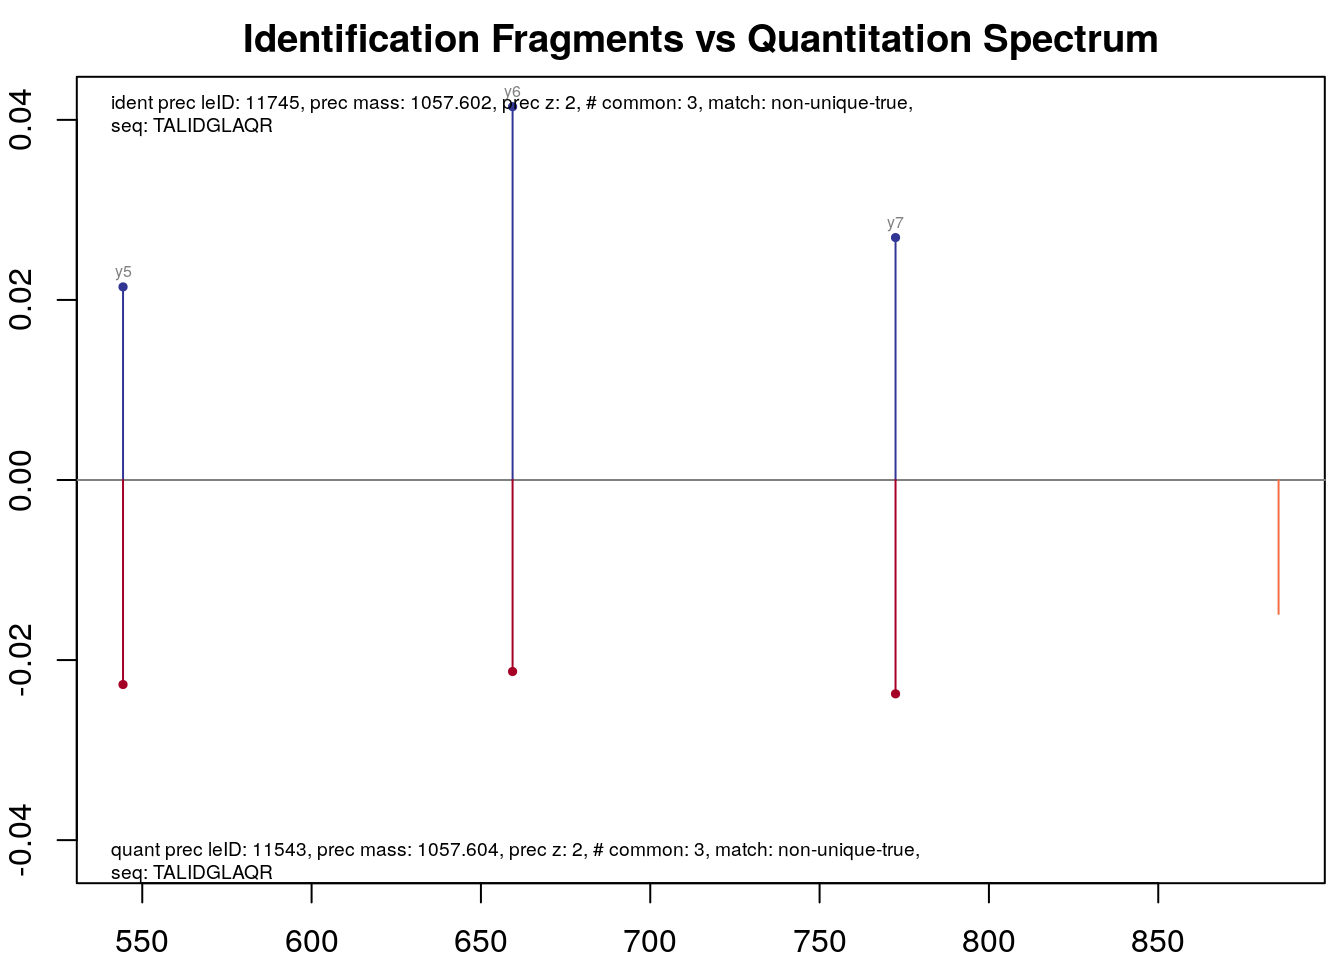 Identification Fragments vs Quantitation Spectrum
ident prec leID: 11745, prec mass: 1057.602, prec z: 2, # common: 3, match: non-unique-true,
seq: TALIDGLAQR
y6
y7
y5
0.04
0.02
0.00
-0.02
-0.04
quant prec leID: 11543, prec mass: 1057.604, prec z: 2, # common: 3, match: non-unique-true,
seq: TALIDGLAQR
550 600 650 700 750 800 850